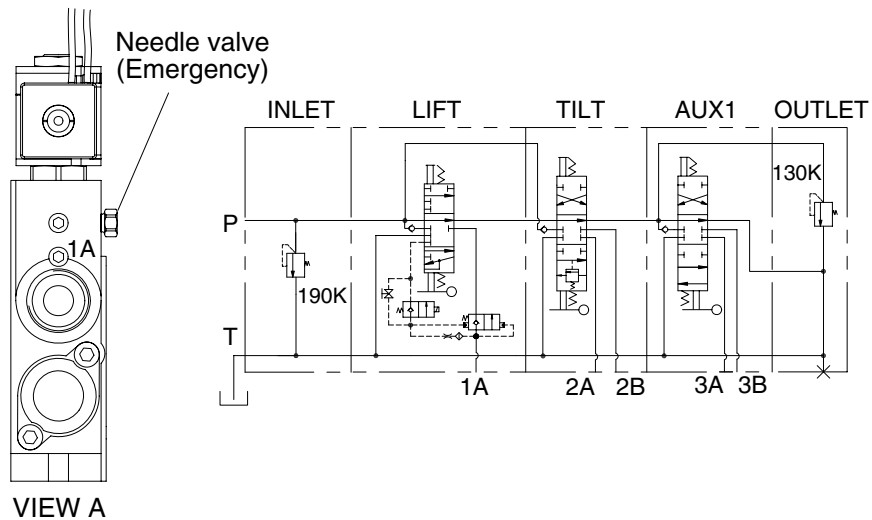 Needle valve
(Emergency)
1A
VIEW A
INLET
LIFT
TILT
AUX1
OUTLET
P
T
190K
130K
1A
2A
2B
3A
3B